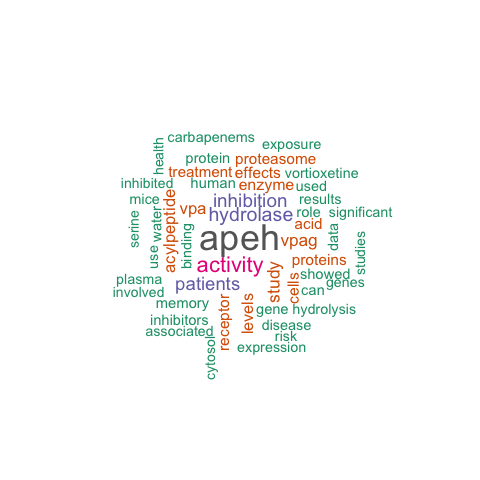 carbapenems
health
exposure
protein
proteasome
treatment
effects
vortioxetine
inhibited
human
enzyme
used
mice
acylpeptide
vpa
inhibition
results
hydrolase
role
significant
serine
water
binding
acid
data
apeh
vpag
use
activity
proteins
studies
plasma
patients
study
cells
showed
genes
involved
can
memory
receptor
levels
gene
hydrolysis
inhibitors
disease
associated
risk
cytosol
expression